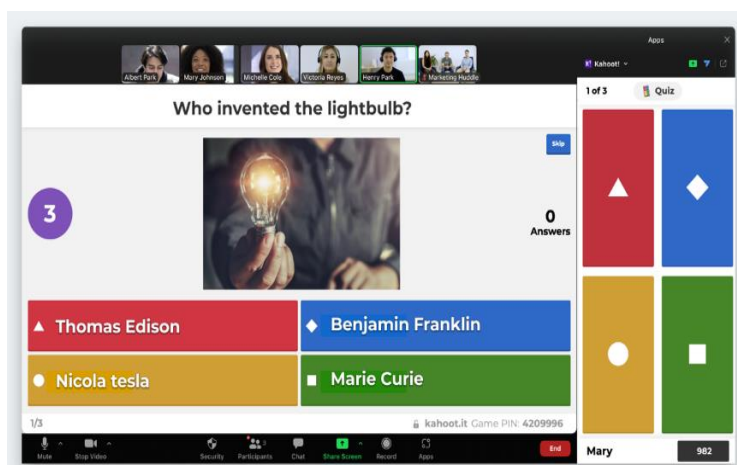 Apps
Albert Park
Mary Johnson
Michelle Cole
Victoria Reyes
Henry Park
Marketing Huddle
Kahoot!
1 of 3
Quiz
Who invented the lightbulb?
Skip
3
0
Answers
Thomas Edison
Benjamin Franklin
Nicola tesla
Marie Curie
1/3
kahoot.it Game PIN: 4209996
Mute
Stop Video
Security
Participants
3
Chat
Share Screen
Record
Apps
End
Mary
982